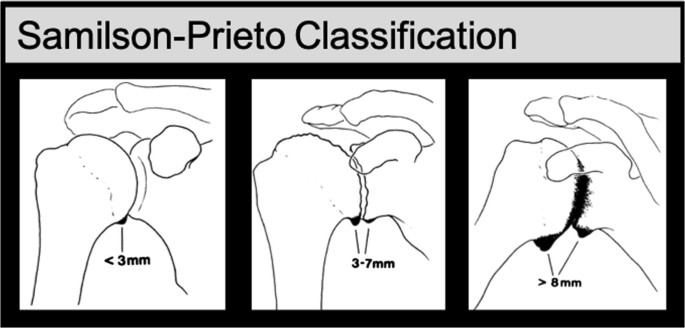 Samilson-Prieto Classification
< 3mm
3-7mm
> 8mm